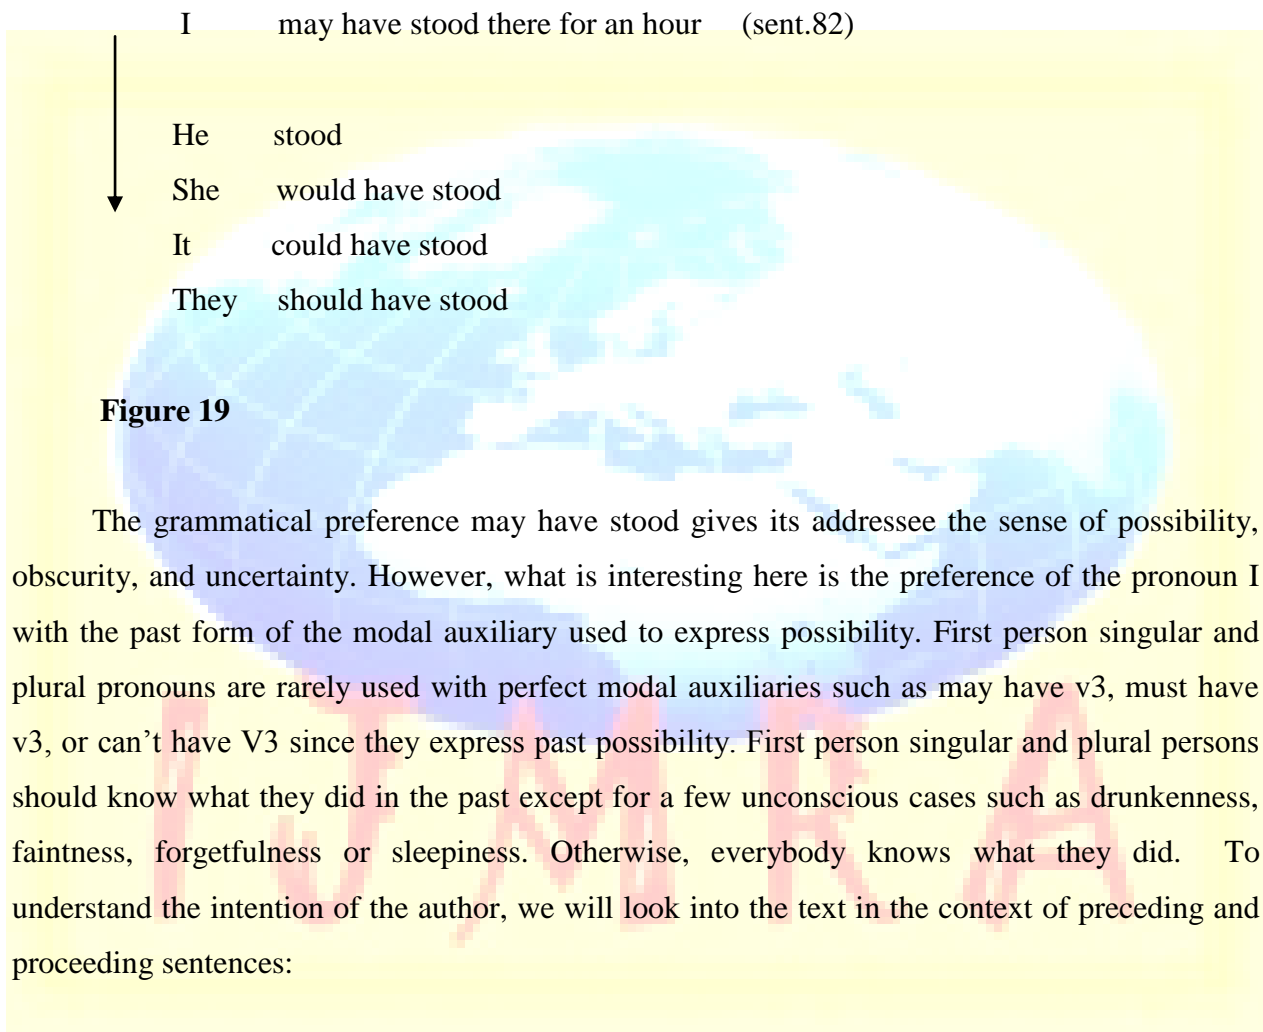 I may have stood there for an hour (sent.82)
He stood
She would have stood
It could have stood
They should have stood
Figure 19
The grammatical preference may have stood gives its addressee the sense of possibility,
obscurity, and uncertainty. However, what is interesting here is the preference of the pronoun I
with the past form of the modal auxiliary used to express possibility. First person singular and
plural pronouns are rarely used with perfect modal auxiliaries such as may have v3, must have
v3, or can’t have V3 since they express past possibility. First person singular and plural persons
should know what they did in the past except for a few unconscious cases such as drunkenness,
faintness, forgetfulness or sleepiness. Otherwise, everybody knows what they did. To
understand the intention of the author, we will look into the text in the context of preceding and
proceeding sentences:
IJMRA